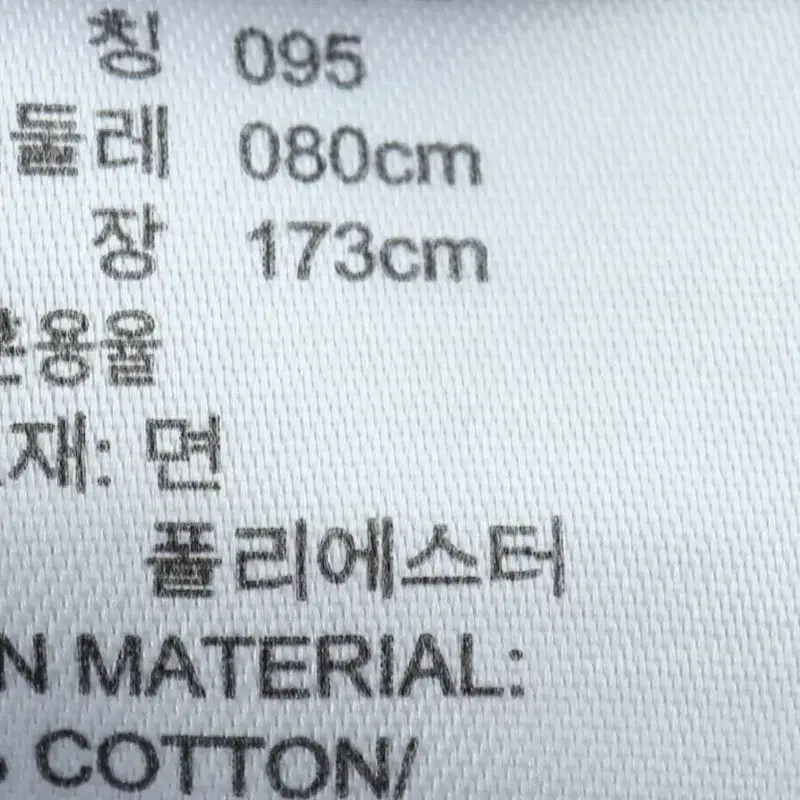 칭 095
둘레 080cm
장 173cm
혼용율
재: 면
폴리에스터
N MATERIAL:
COTTON/